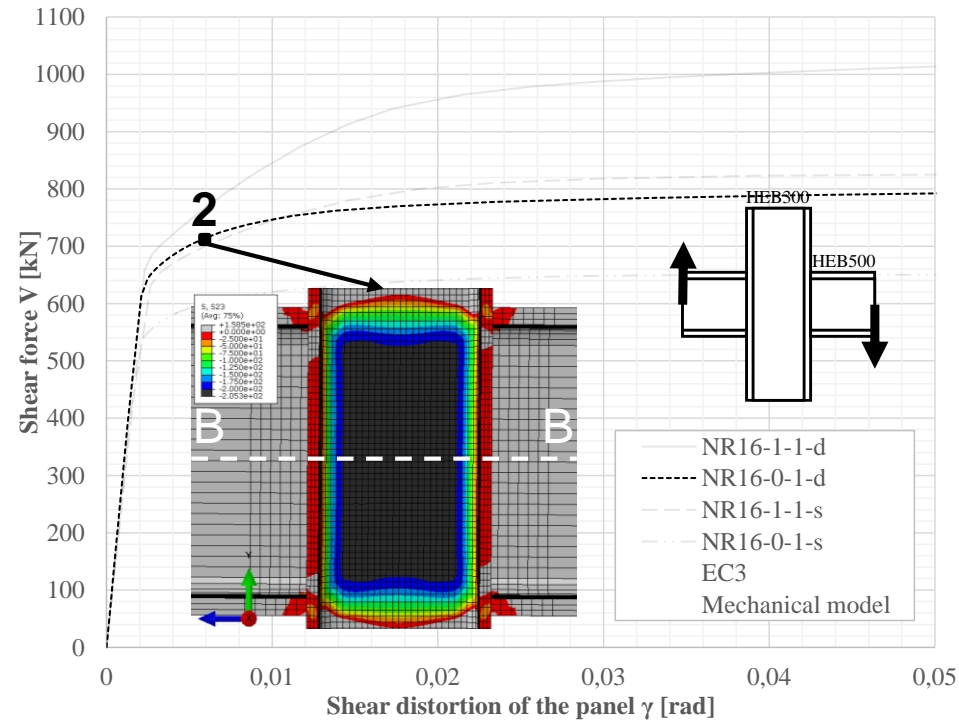 1100
1000
900
800
700
600
500
400
300
200
100
0
Shear force V [kN]
2
HEB300
HEB500
S, S23
(Avg: 75%)
+1.585e+02
+0.000e+00
-2.500e+01
-5.000e+01
-7.500e+01
-1.000e+02
-1.250e+02
-1.500e+02
-1.750e+02
-2.000e+02
-2.053e+02
B
B
Y
X
NR16-1-1-d
NR16-0-1-d
NR16-1-1-s
NR16-0-1-s
EC3
Mechanical model
0
0,01
0,02
0,03
0,04
0,05
Shear distortion of the panel γ [rad]